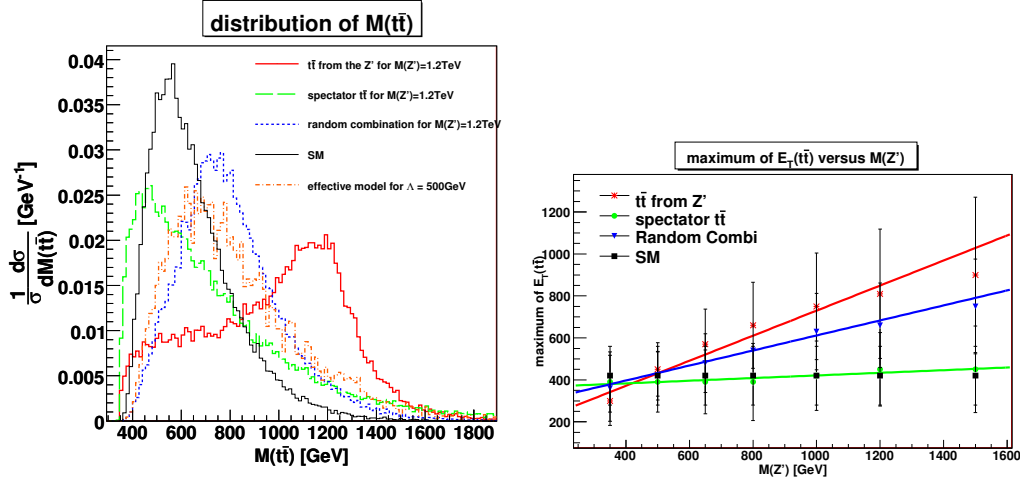 distribution of M(tt̄)
0.04
0.035
0.03
0.025
0.02
0.015
0.01
0.005
0
1/σ dσ/dM(tt̄) [GeV⁻¹]
tt̄ from the Z' for M(Z')=1.2TeV
spectator tt̄ for M(Z')=1.2TeV
random combination for M(Z')=1.2TeV
SM
effective model for Λ = 500GeV
400 600 800 1000 1200 1400 1600 1800
M(tt̄) [GeV]
maximum of E_T(tt̄) versus M(Z')
1200
1000
800
600
400
200
maximum of E_T(tt̄)
tt̄ from Z'
spectator tt̄
Random Combi
SM
400 600 800 1000 1200 1400 1600
M(Z') [GeV]